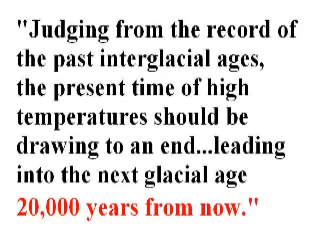 "Judging from the record of
the past interglacial ages,
the present time of high
temperatures should be
drawing to an end...leading
into the next glacial age
20,000 years from now."